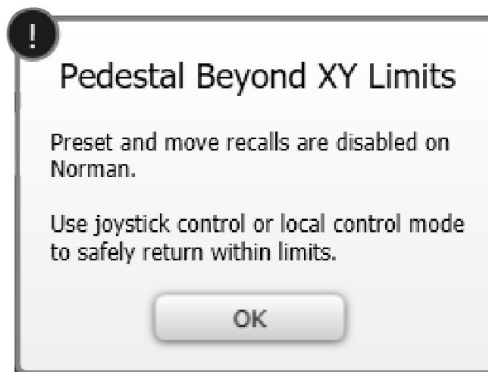 !
Pedestal Beyond XY Limits
Preset and move recalls are disabled on
Norman.
Use joystick control or local control mode
to safely return within limits.
OK